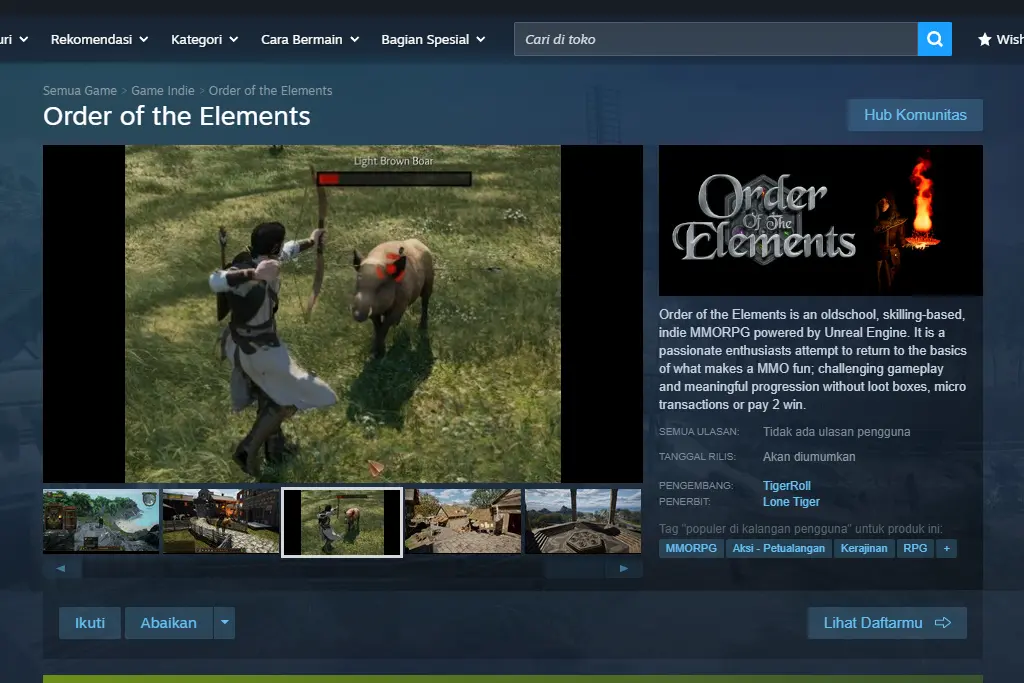 uri Rekomendasi Kategori Cara Bermain Bagian Spesial Cari di toko Wish
Semua Game > Game Indie > Order of the Elements
Order of the Elements
Hub Komunitas
Light Brown Boar
Order
Of The
Elements
Order of the Elements is an oldschool, skilling-based,
indie MMORPG powered by Unreal Engine. It is a
passionate enthusiasts attempt to return to the basics
of what makes a MMO fun; challenging gameplay
and meaningful progression without loot boxes, micro
transactions or pay 2 win.
SEMUA ULASAN: Tidak ada ulasan pengguna
TANGGAL RILIS: Akan diumumkan
PENGEMBANG: TigerRoll
PENERBIT: Lone Tiger
Tag "populer di kalangan pengguna" untuk produk ini:
MMORPG Aksi - Petualangan Kerajinan RPG +
Ikuti Abaikan Lihat Daftarmu